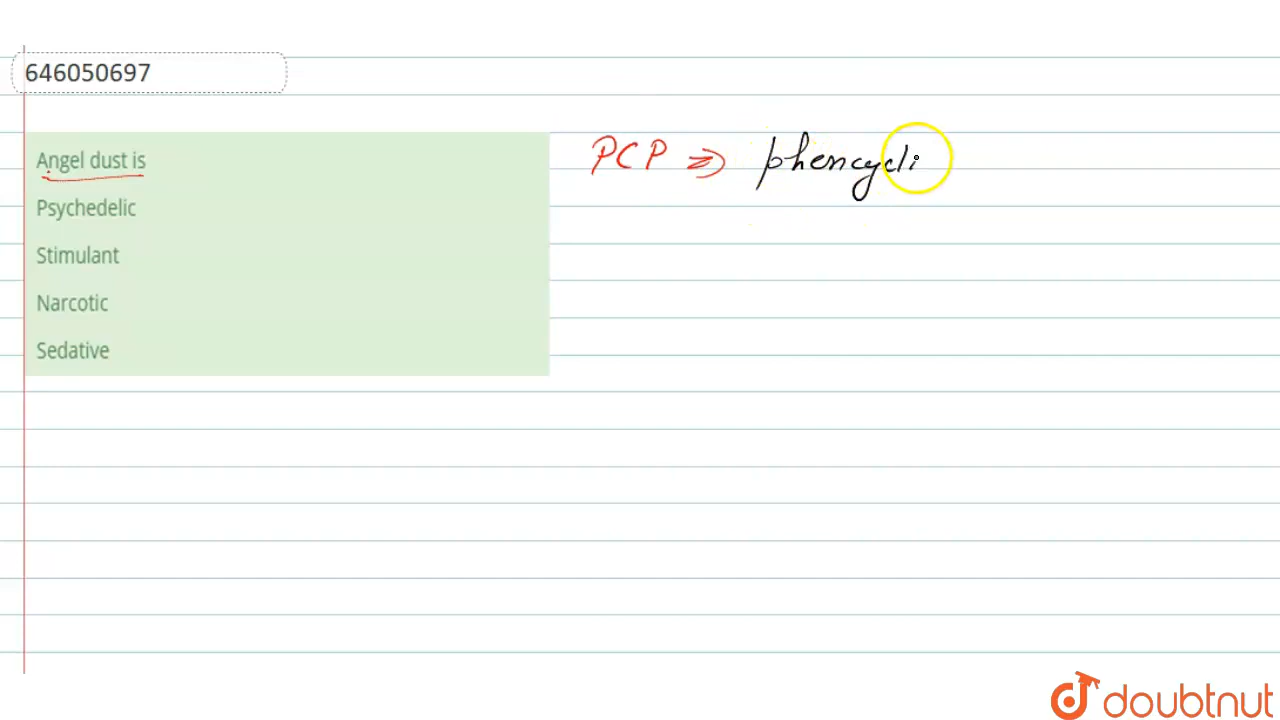 646050697
Angel dust is
PCP ⇒ phencycli
Psychedelic
Stimulant
Narcotic
Sedative
doubtnut